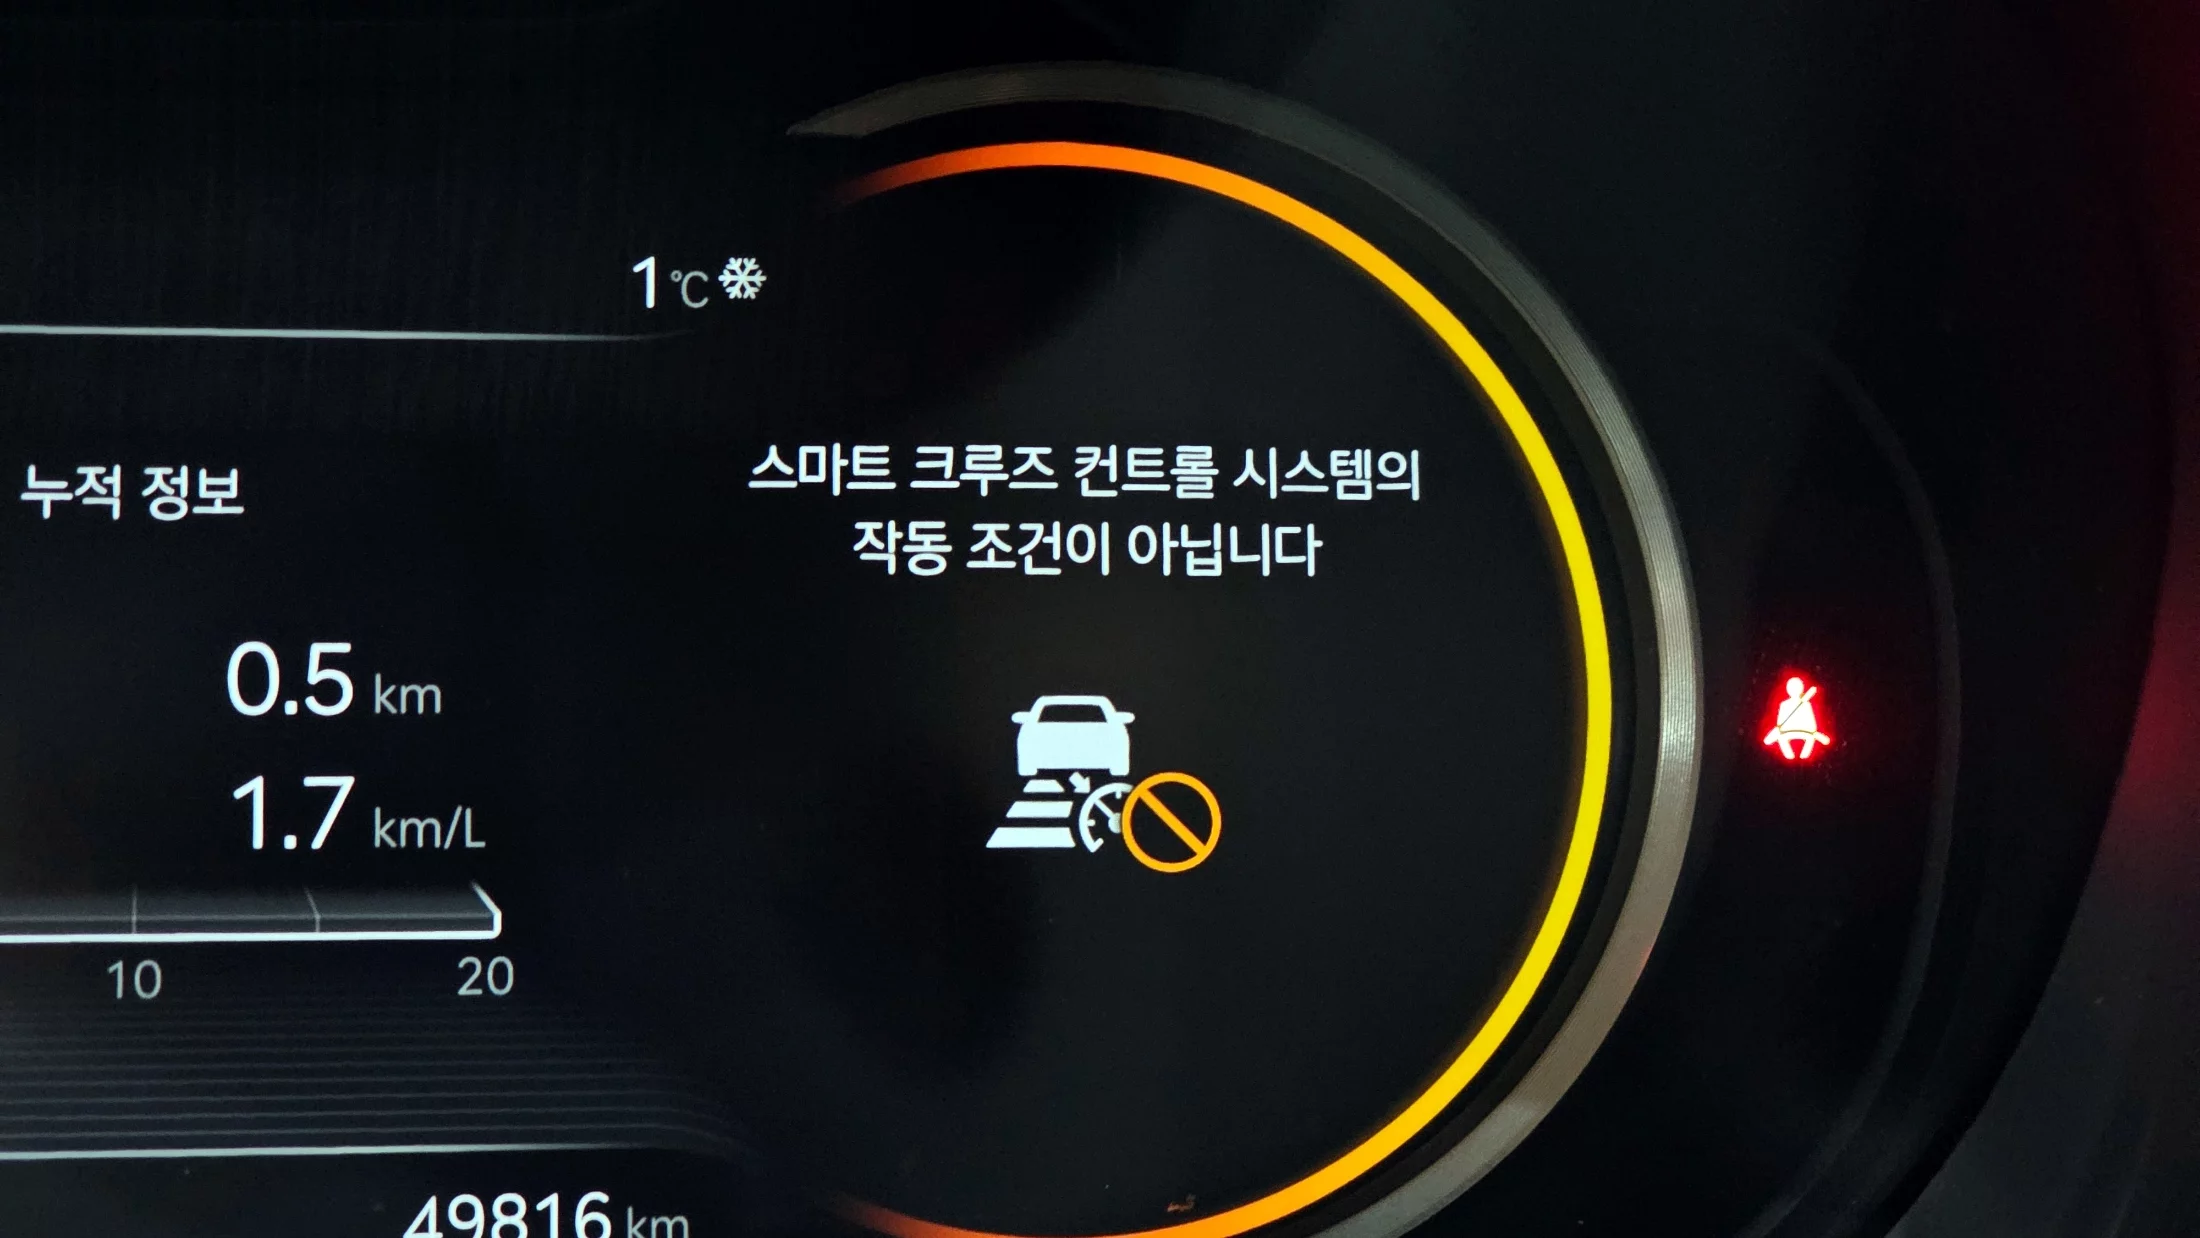 1℃
누적 정보
스마트 크루즈 컨트롤 시스템의
작동 조건이 아닙니다
0.5 km
1.7 km/L
10 20
49816 km